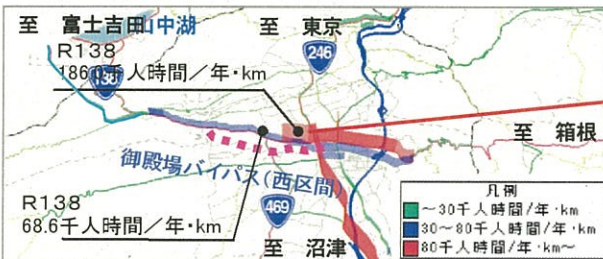 至 富士吉田
山中湖
至 東京
R138
186.0千人時間/年・km
246
138
至 箱根
御殿場バイパス(西区間)
R138
68.6千人時間/年・km
469
至 沼津
凡例
～30千人時間/年・km
30～80千人時間/年・km
80千人時間/年・km～